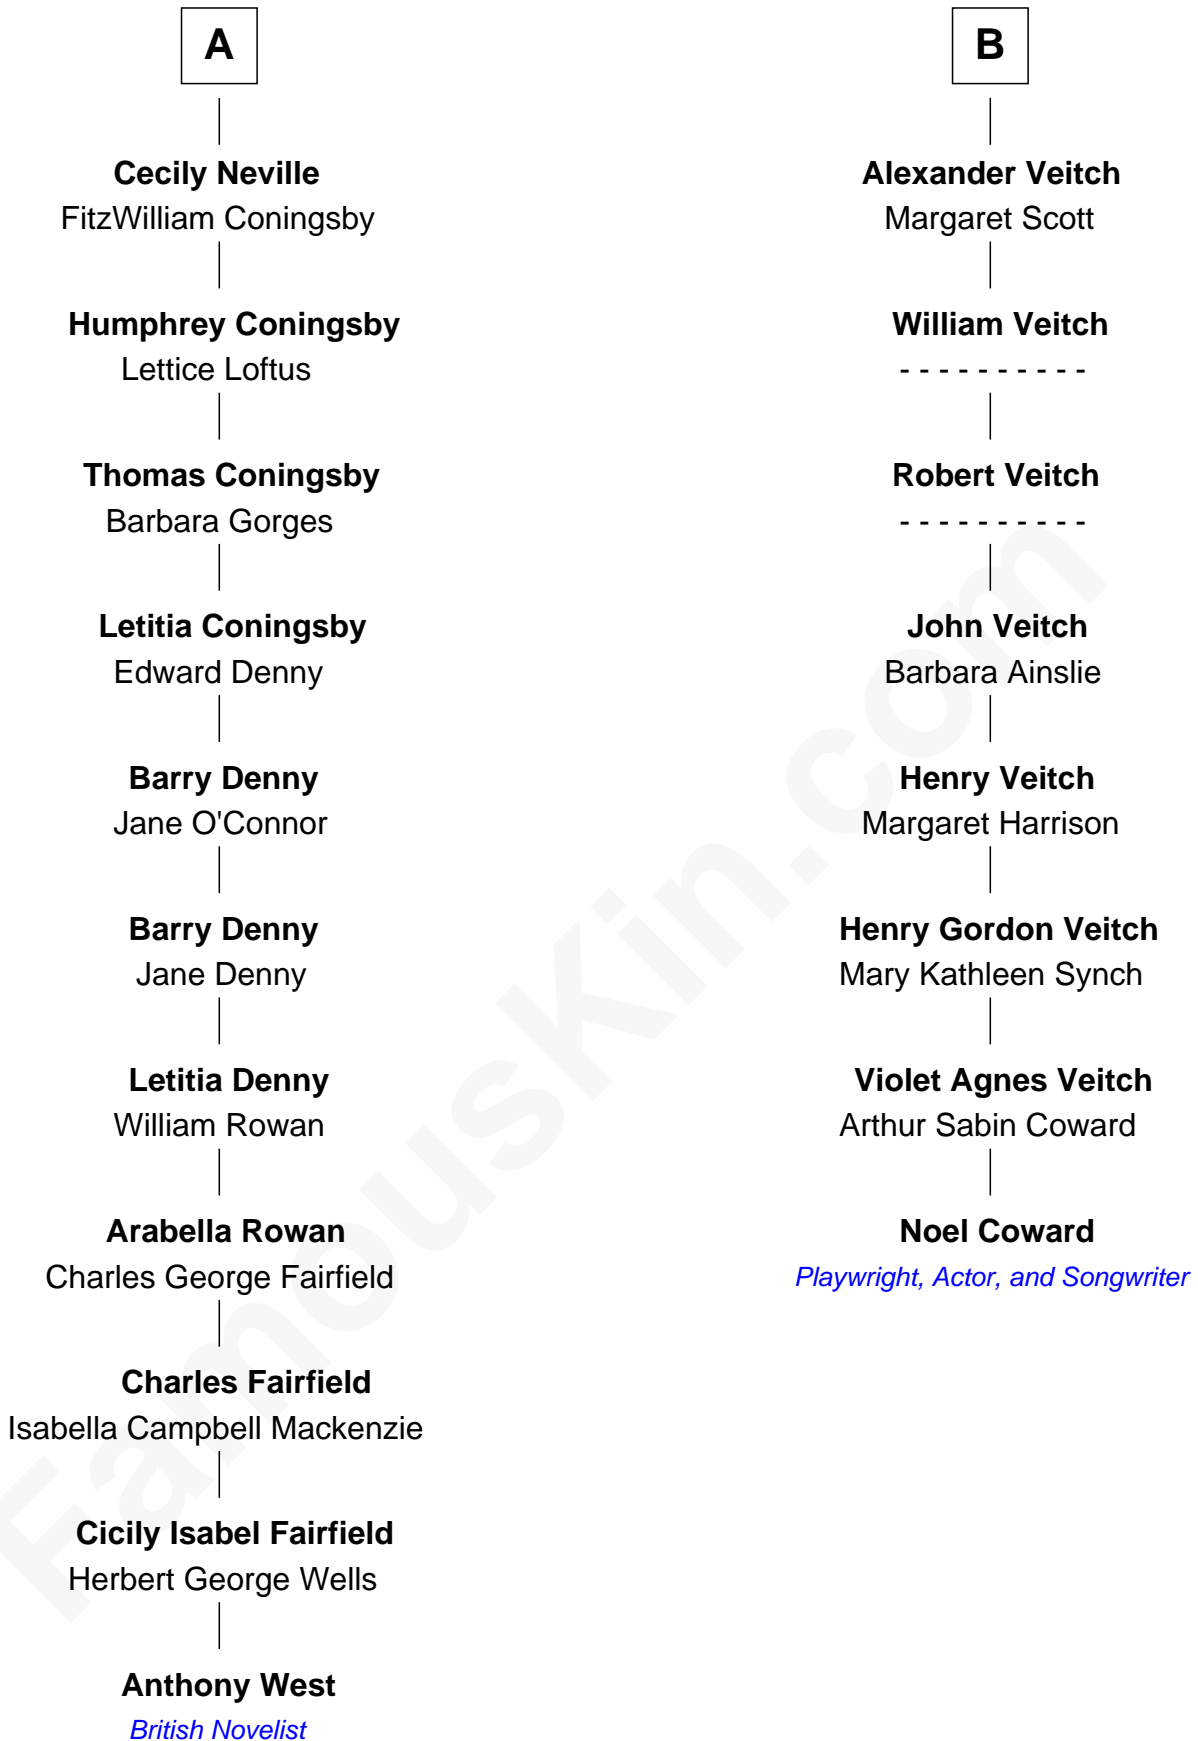 A
Cecily Neville
FitzWilliam Coningsby
Humphrey Coningsby
Lettice Loftus
Thomas Coningsby
Barbara Gorges
Letitia Coningsby
Edward Denny
Barry Denny
Jane O'Connor
Barry Denny
Jane Denny
Letitia Denny
William Rowan
Arabella Rowan
Charles George Fairfield
Charles Fairfield
Isabella Campbell Mackenzie
Cicily Isabel Fairfield
Herbert George Wells
Anthony West
British Novelist
B
Alexander Veitch
Margaret Scott
William Veitch
- - - - - - - - - -
Robert Veitch
- - - - - - - - - -
John Veitch
Barbara Ainslie
Henry Veitch
Margaret Harrison
Henry Gordon Veitch
Mary Kathleen Synch
Violet Agnes Veitch
Arthur Sabin Coward
Noel Coward
Playwright, Actor, and Songwriter
FamousKin.com